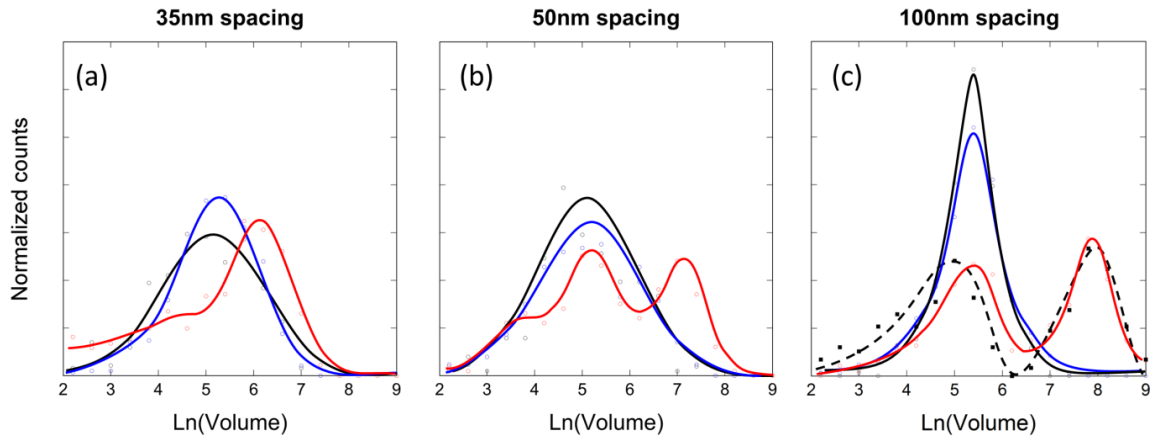 35nm spacing 50nm spacing 100nm spacing
(a) (b) (c)
Normalized counts
2 3 4 5 6 7 8 9 2 3 4 5 6 7 8 9 2 3 4 5 6 7 8 9
Ln(Volume) Ln(Volume) Ln(Volume)